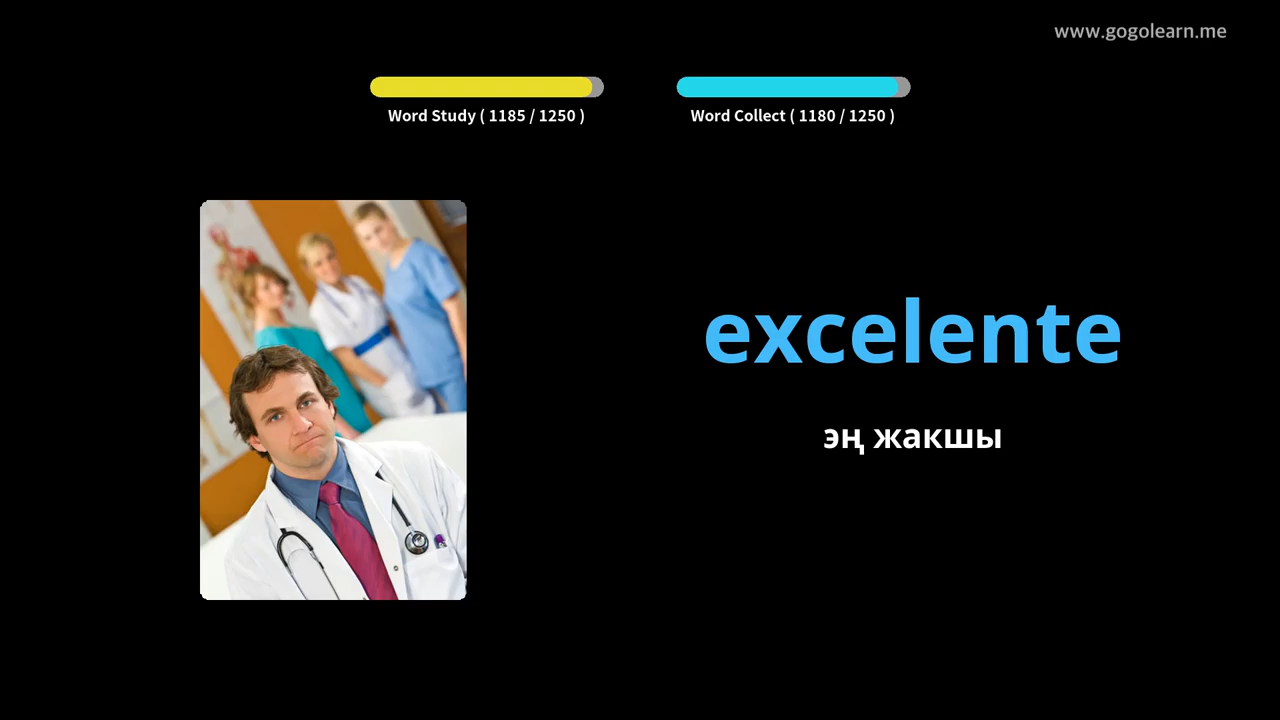 www.gogolearn.me
Word Study ( 1185 / 1250 )
Word Collect ( 1180 / 1250 )
excelente
эң жакшы